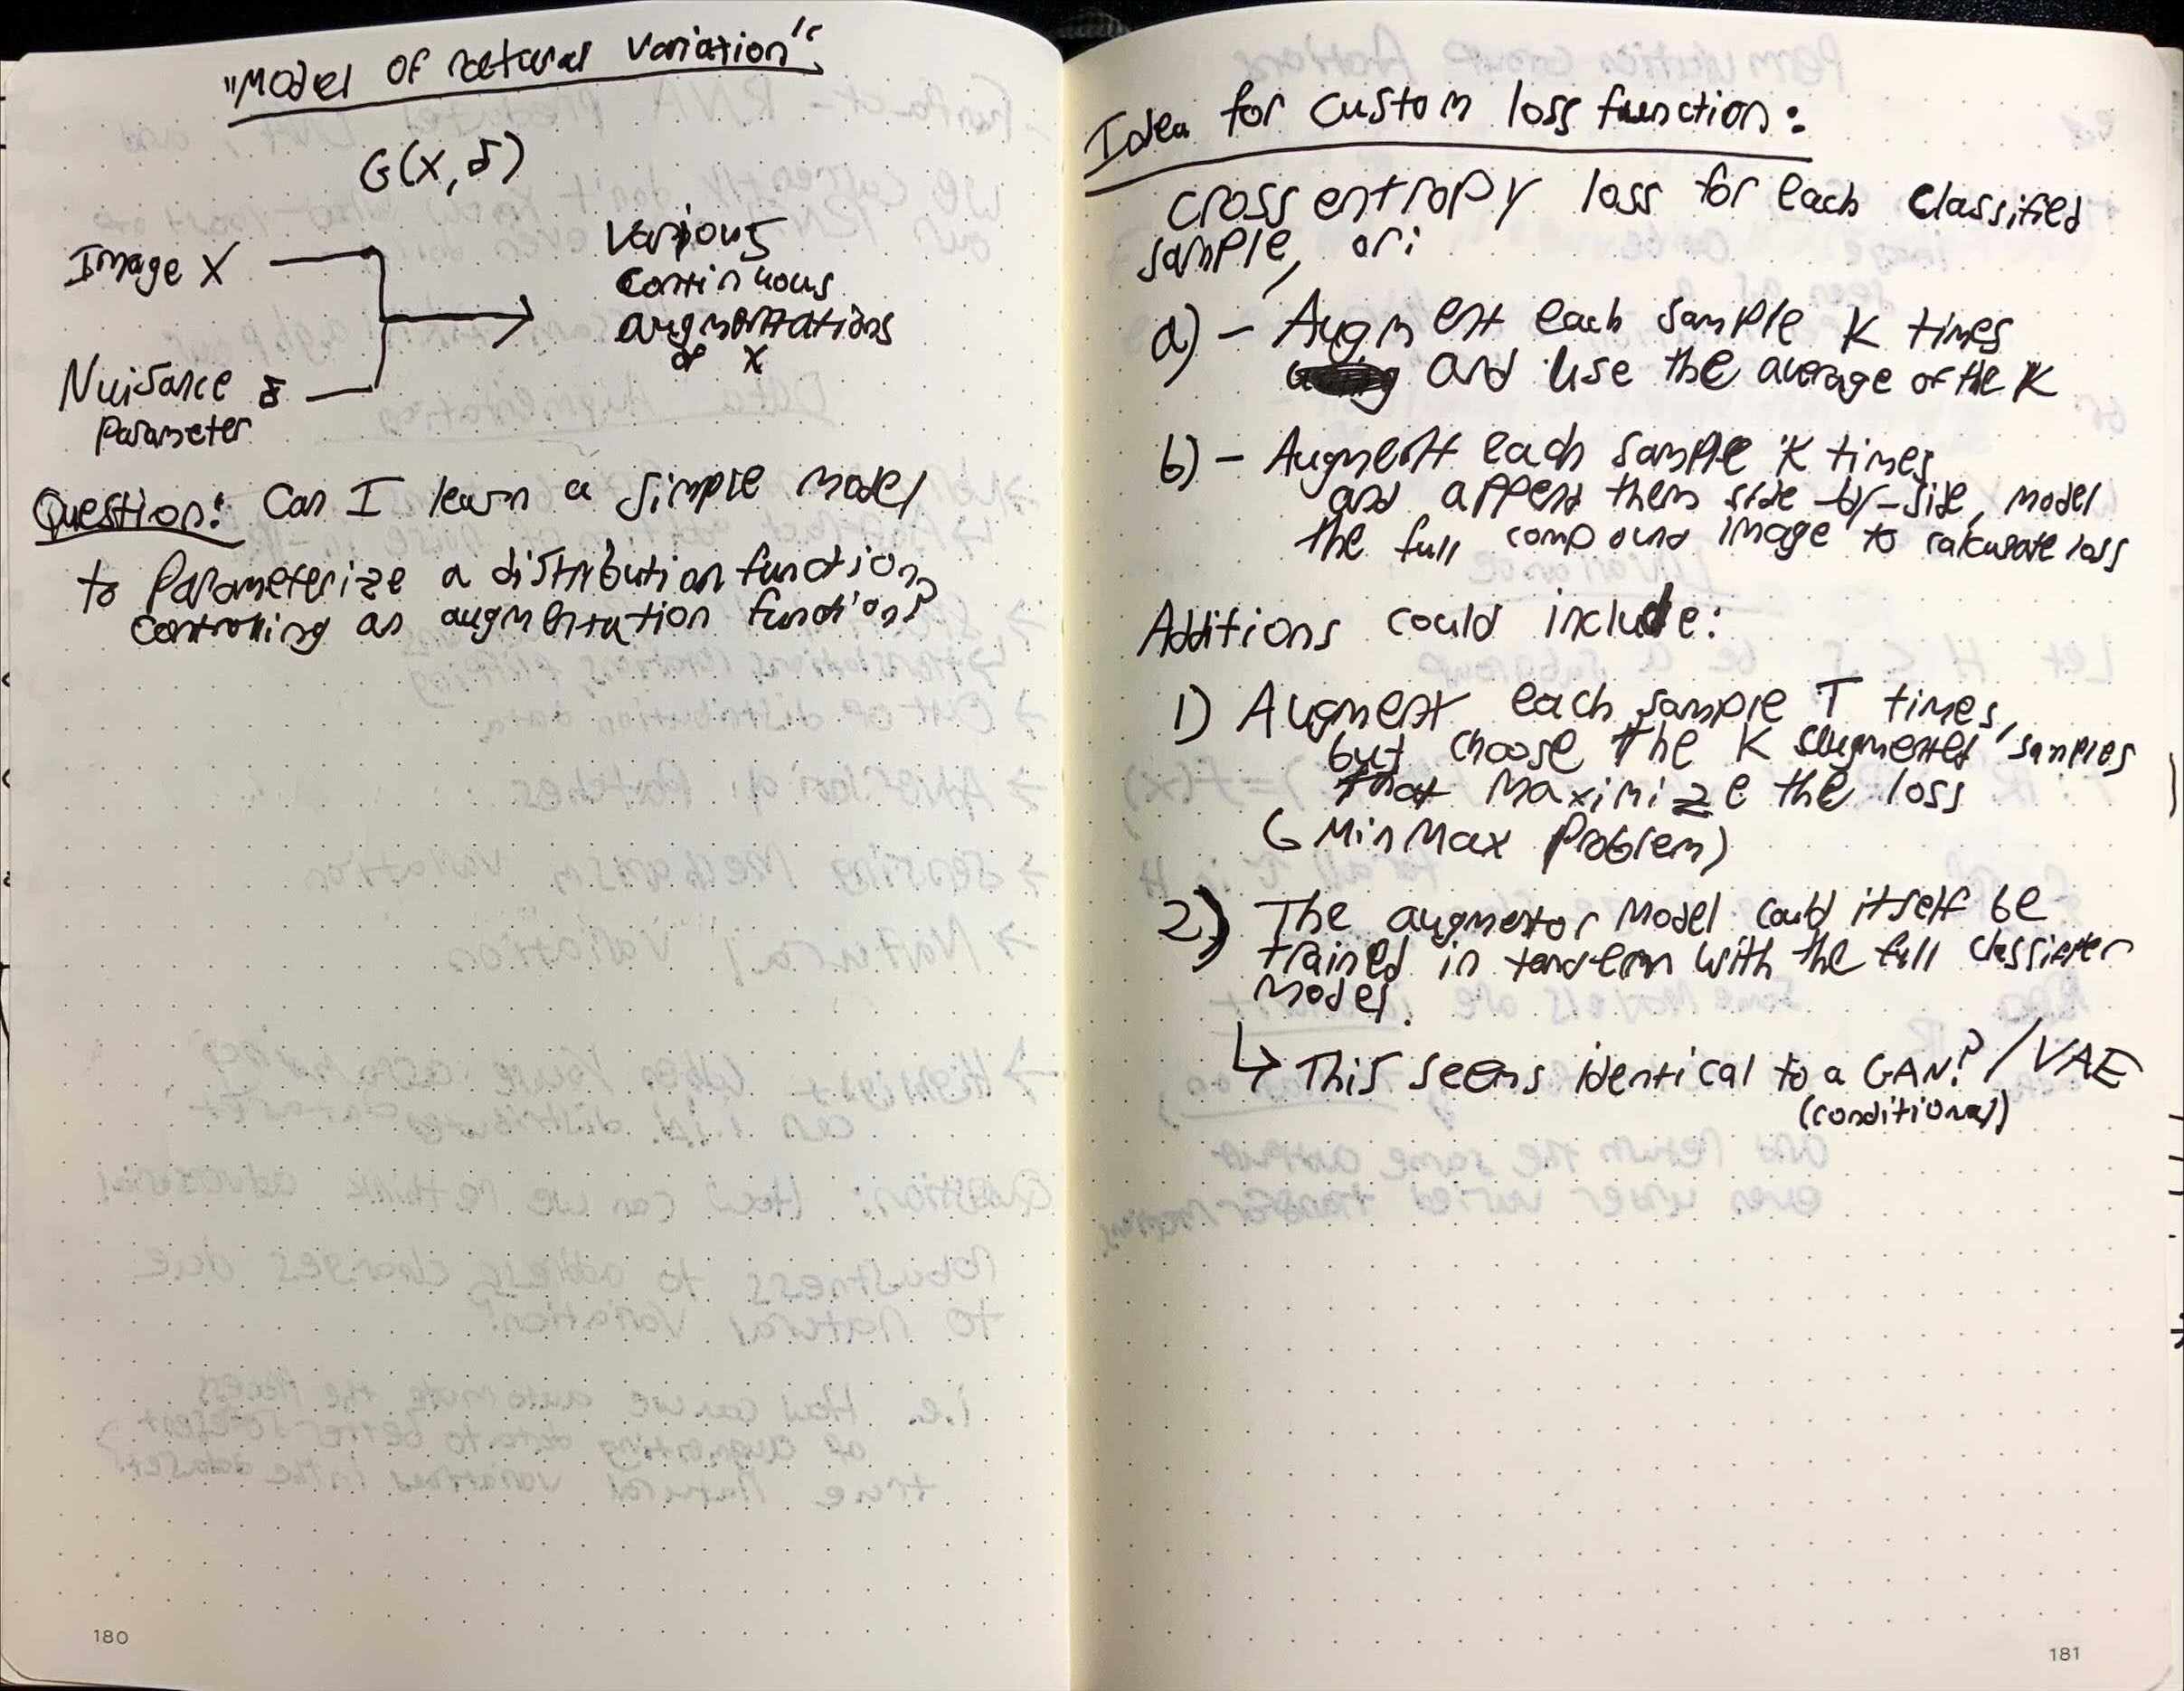 "Model of natural variation"
G(X, δ)
Image X
Various
continuous
augmentations
of X
Nuisance δ
Parameter
Question: Can I learn a simple model
to parameterize a distribution function
controlling an augmentation function?
180
Idea for custom loss function:
cross entropy loss for each classified
sample, or:
a) - Augment each sample K times
and use the average of the K
b) - Augment each sample K times
and append them side-by-side, model
the full compound image to calculate loss
Additions could include:
1) Augment each sample T times,
but choose the K augmented samples
that maximize the loss
(MinMax Problem)
2) The augmentor model could itself be
trained in tandem with the full classifier
model.
↳ This seems identical to a GAN? / VAE
(conditional)
181